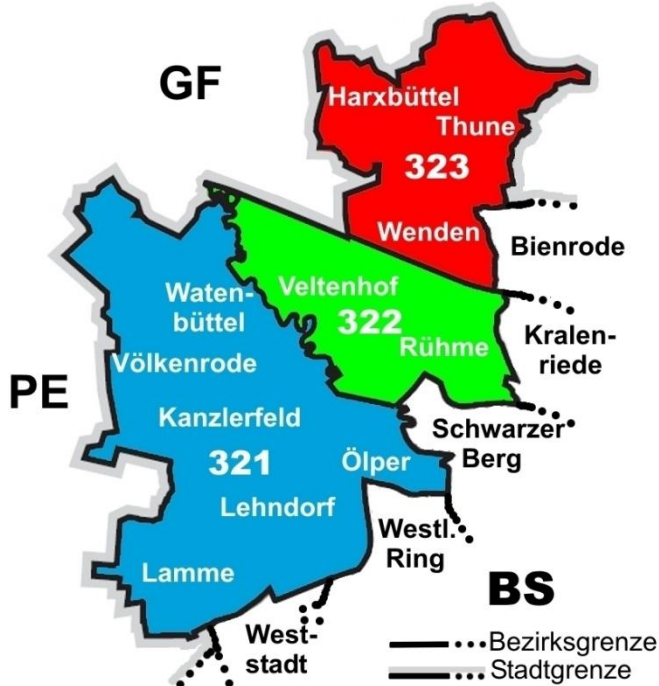 GF
Harxbüttel
Thune
323
Wenden
Bienrode
Veltenhof
322
Rühme
Kralen-
riede
Waten-
büttel
Völkenrode
PE
Kanzlerfeld
321
Ölper
Lehndorf
Lamme
Schwarzer
Berg
Westl.
Ring
BS
West-
stadt
Bezirksgrenze
Stadtgrenze